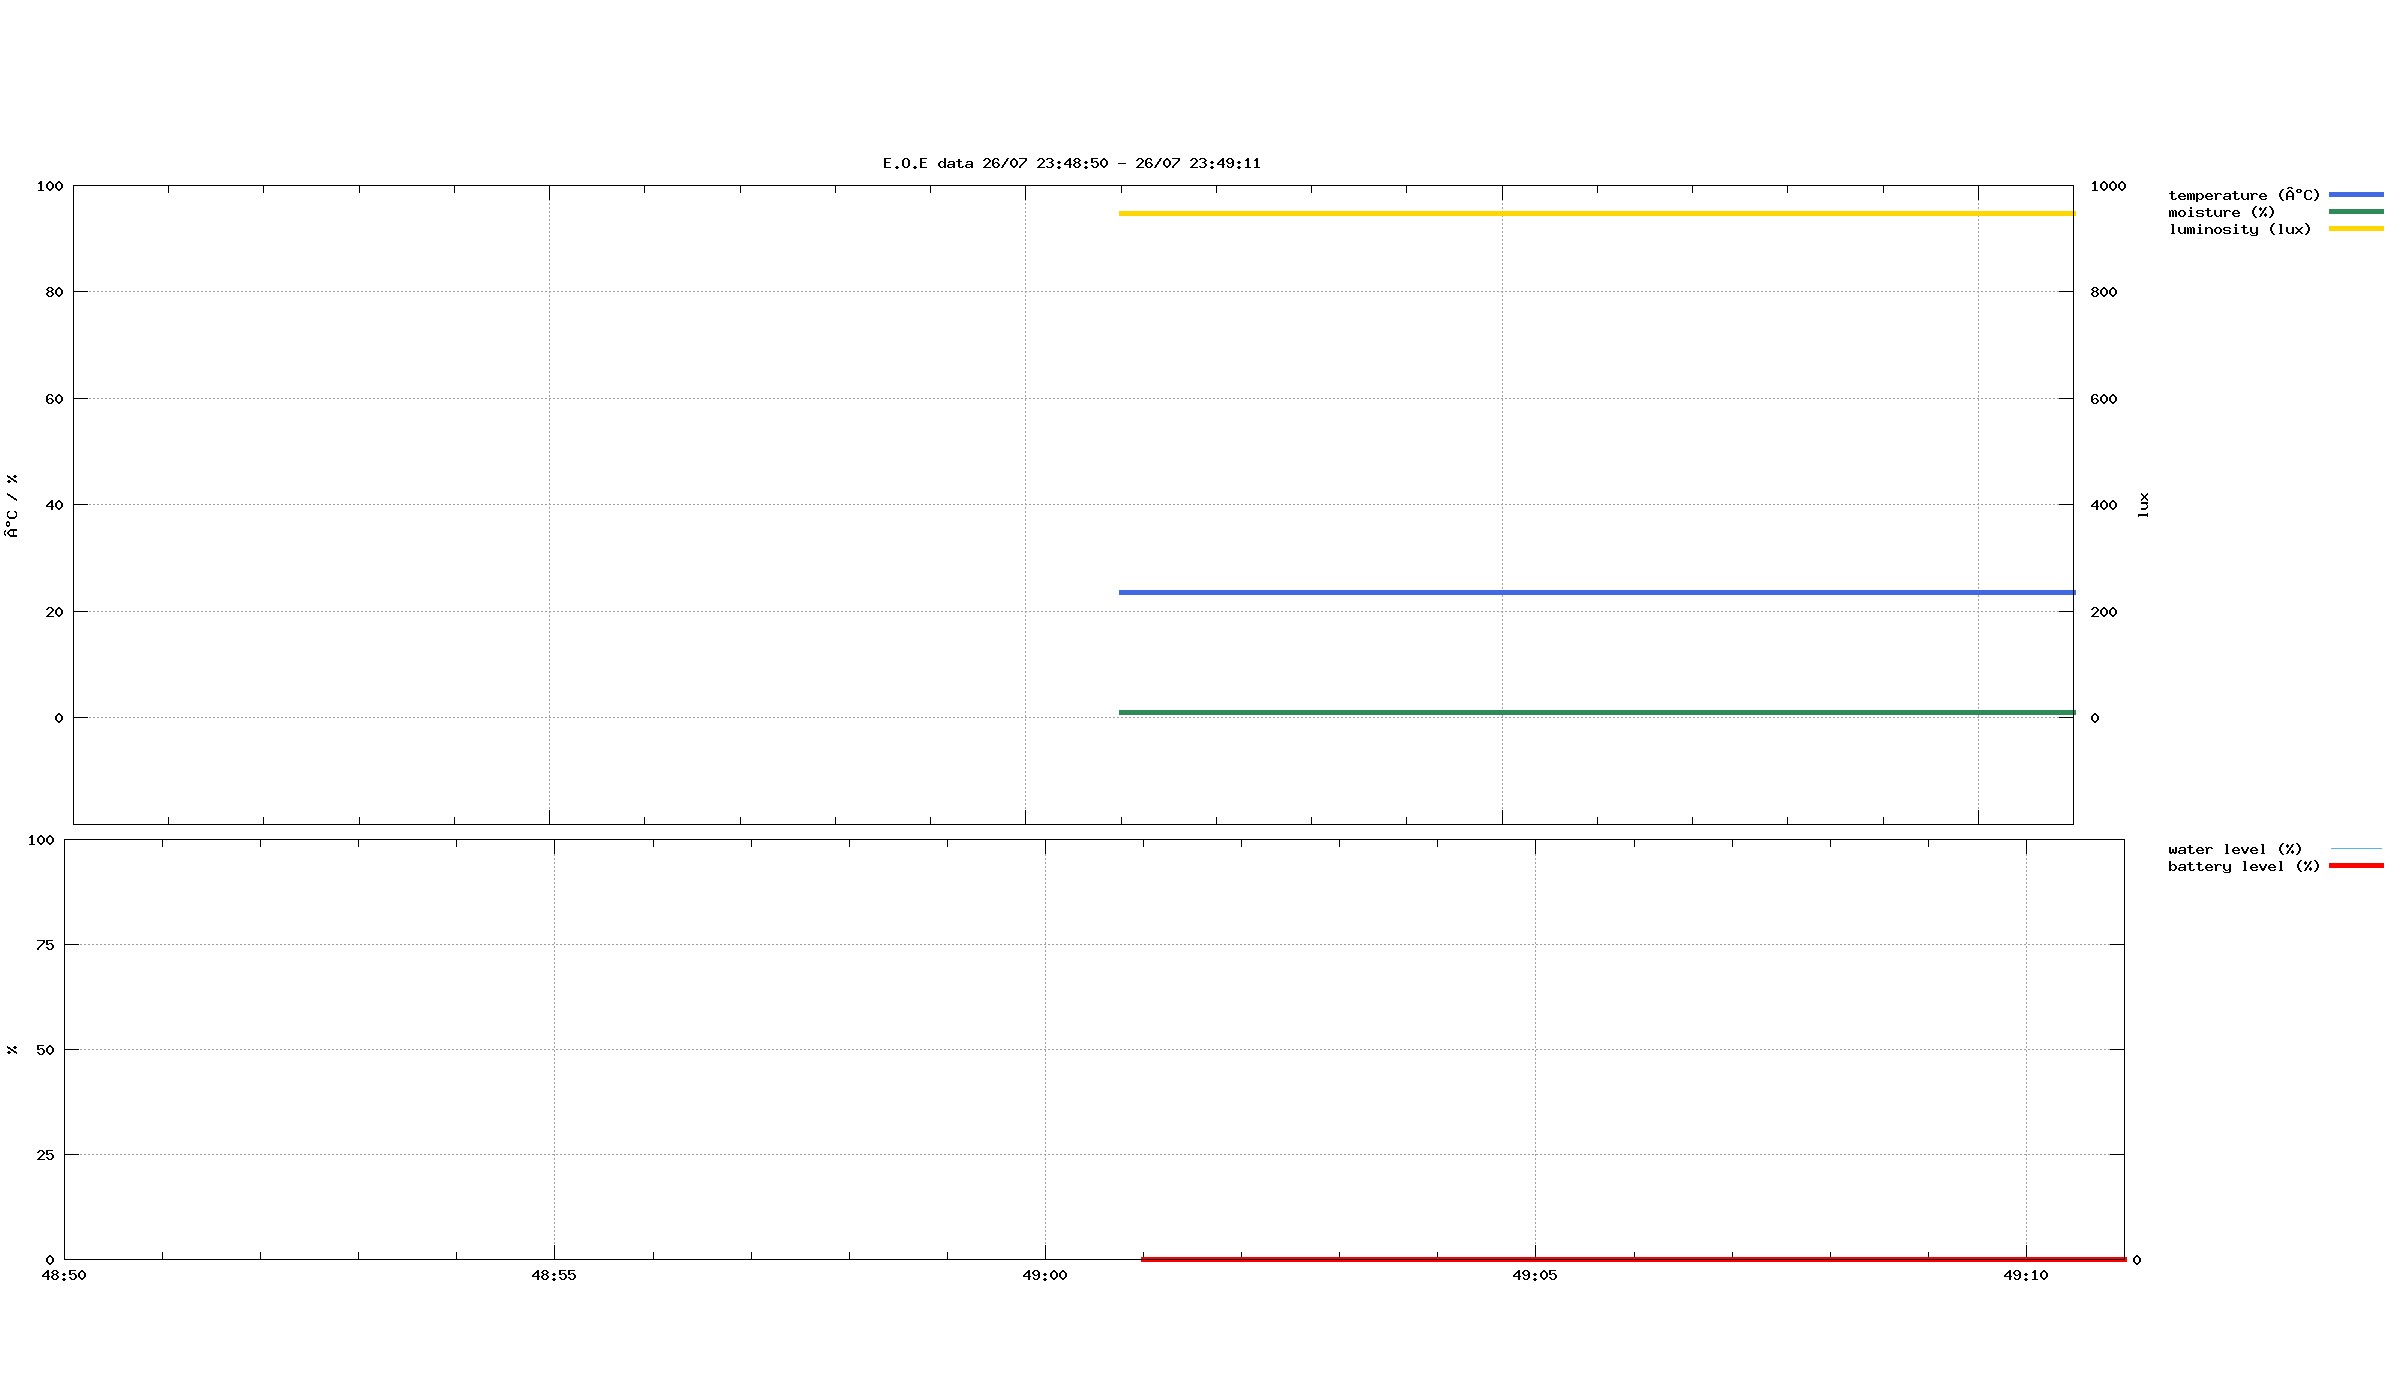 E.O.E data 26/07 23:48:50 - 26/07 23:49:11
100
80
60
40
20
0
°C / %
1000
800
600
400
200
0
lux
temperature (°C)
moisture (%)
luminosity (lux)
100
75
50
25
0
%
0
48:50 48:55 49:00 49:05 49:10
water level (%)
battery level (%)